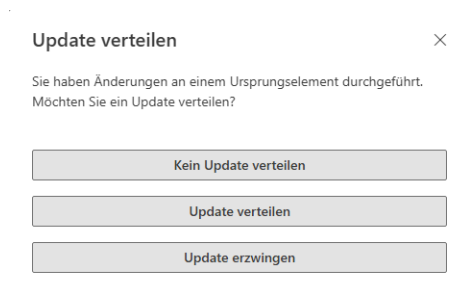 Update verteilen
Sie haben Änderungen an einem Ursprungselement durchgeführt.
Möchten Sie ein Update verteilen?
Kein Update verteilen
Update verteilen
Update erzwingen